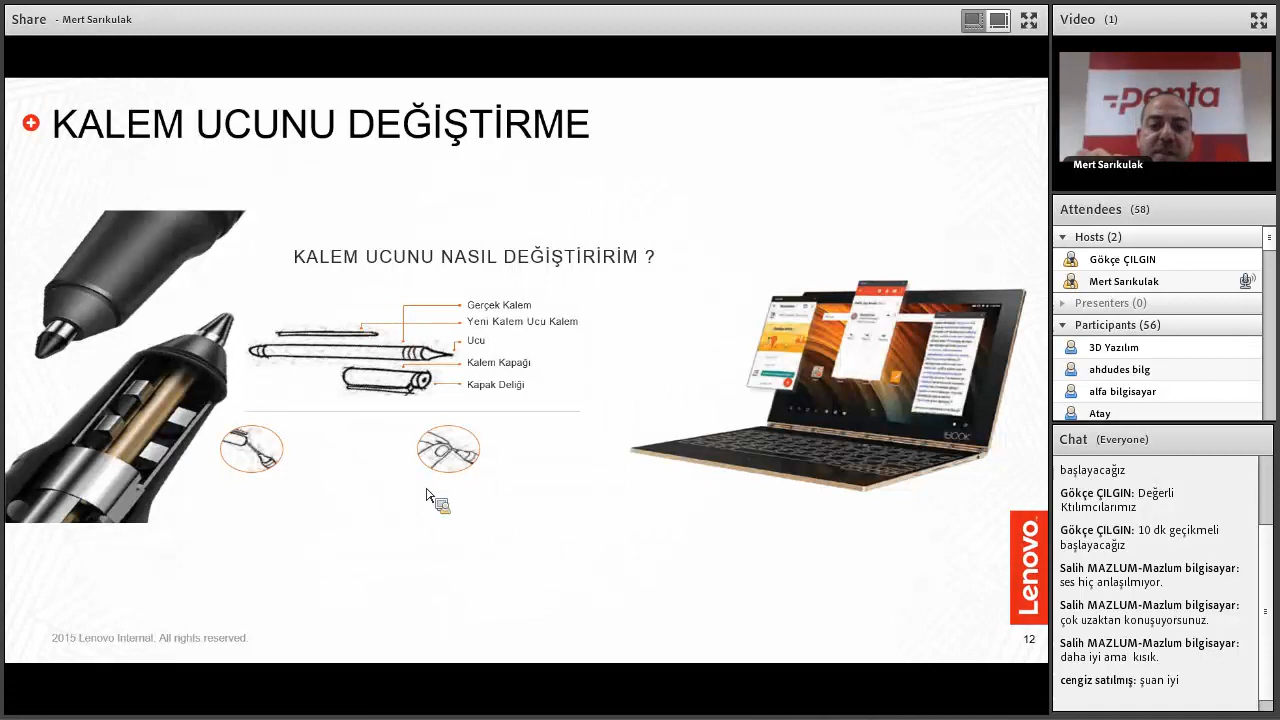 Share - Mert Sarıkulak
KALEM UCUNU DEĞİŞTİRME
KALEM UCUNU NASIL DEĞİŞTİRİRİM ?
Gerçek Kalem
Yeni Kalem Ucu Kalem
Ucu
Kalem Kapağı
Kapak Deliği
BOOK
Lenovo
2015 Lenovo Internal. All rights reserved.
12
Video (1)
penta
Mert Sarıkulak
Attendees (58)
Hosts (2)
Gökçe ÇILGIN
Mert Sarıkulak
Presenters (0)
Participants (56)
3D Yazılım
akdude bilg
alfa bilgisayar
Atay
Chat (Everyone)
başlayacağız
Gökçe ÇILGIN: Değerli
Ktılımcılarımız
Gökçe ÇILGIN: 10 dk geçikmeli
başlayacağız
Salih MAZLUM-Mazlum bilgisayar:
ses hiç anlaşılmıyor.
Salih MAZLUM-Mazlum bilgisayar:
çok uzaktan konuşuyorsunuz.
Salih MAZLUM-Mazlum bilgisayar:
daha iyi ama kısık.
cengiz satılmış: şuan iyi